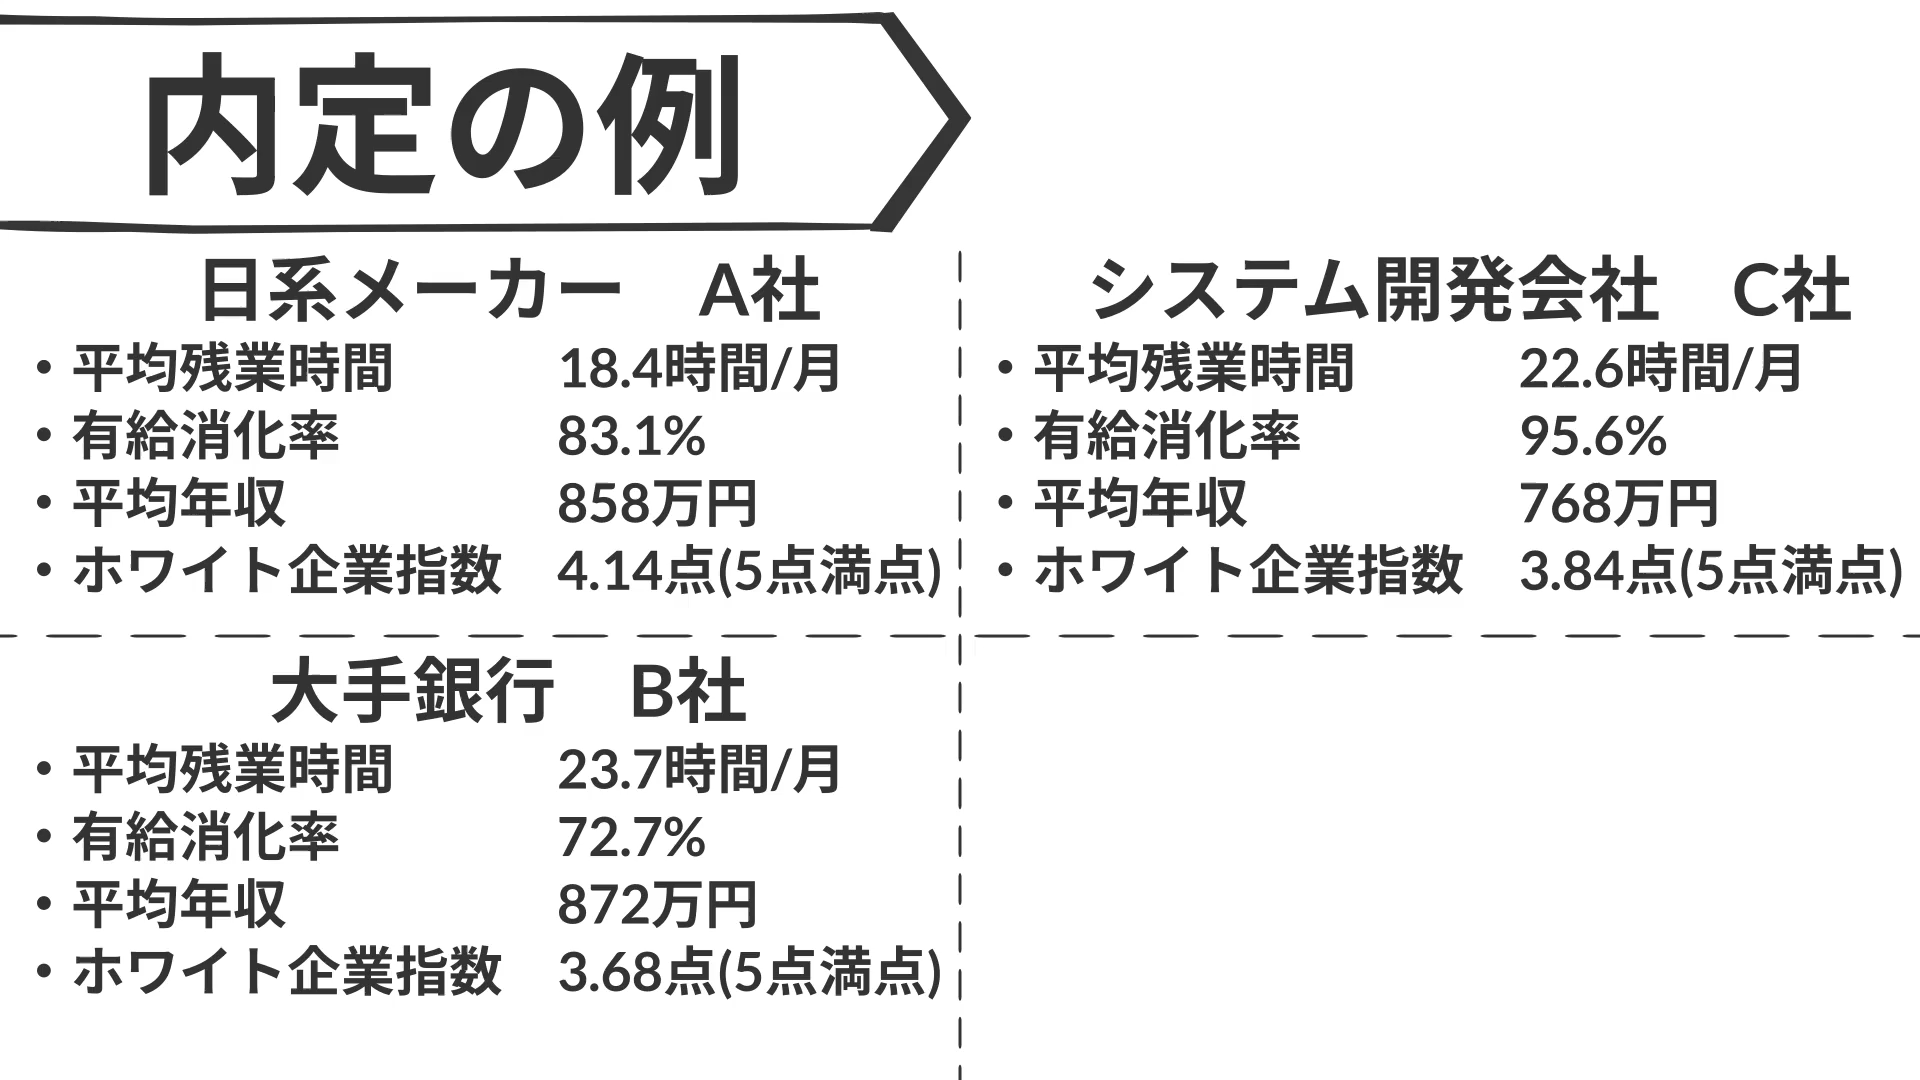 内定の例
日系メーカー　A社
・平均残業時間　18.4時間/月
・有給消化率　83.1%
・平均年収　858万円
・ホワイト企業指数　4.14点(5点満点)
大手銀行　B社
・平均残業時間　23.7時間/月
・有給消化率　72.7%
・平均年収　872万円
・ホワイト企業指数　3.68点(5点満点)
システム開発会社　C社
・平均残業時間　22.6時間/月
・有給消化率　95.6%
・平均年収　768万円
・ホワイト企業指数　3.84点(5点満点)